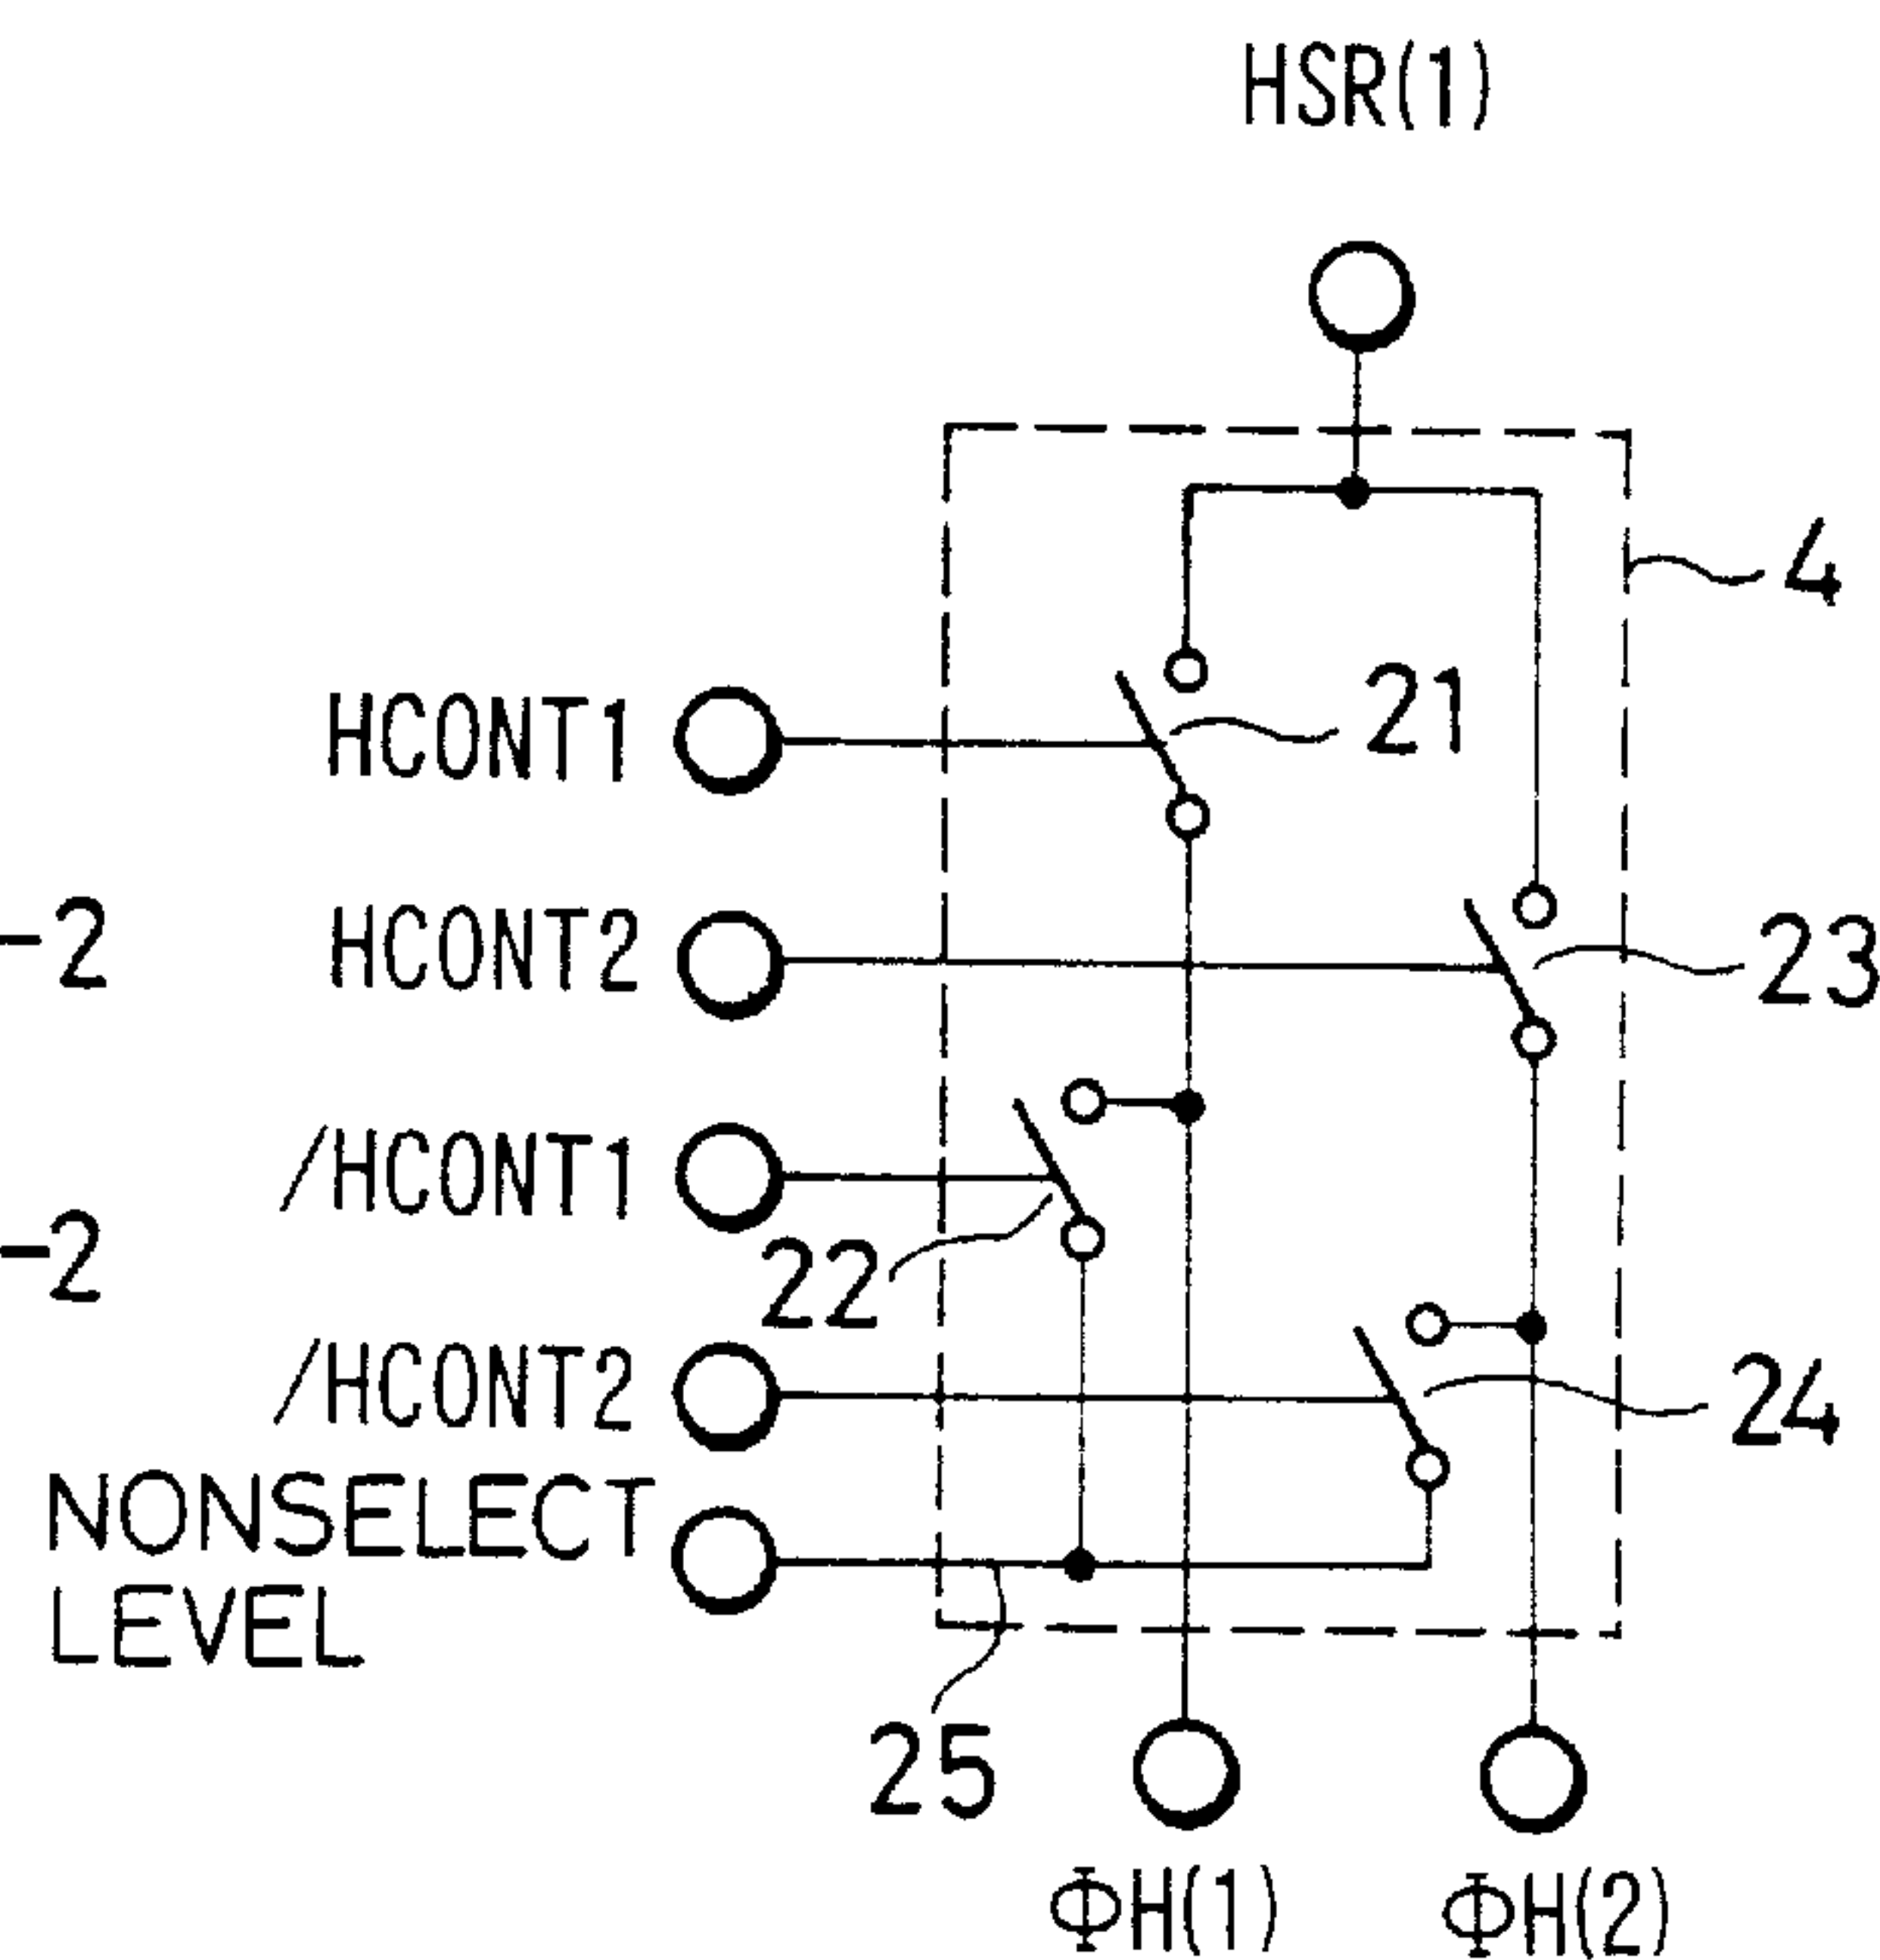 HSR(1)
4
HCONT1
21
-2
HCONT2
23
/HCONT1
-2
22
/HCONT2
24
NONSELECT
LEVEL
25
ΦH(1)
ΦH(2)